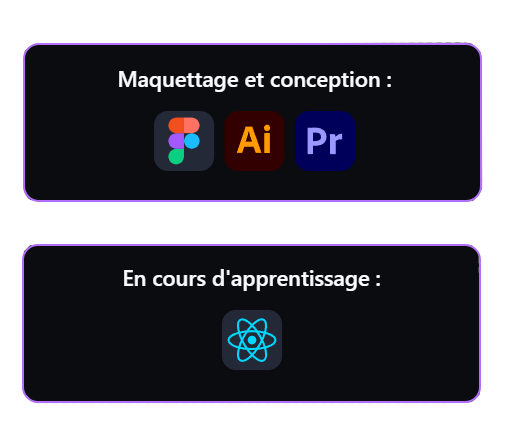 Maquettage et conception :
Ai Pr
En cours d'apprentissage :